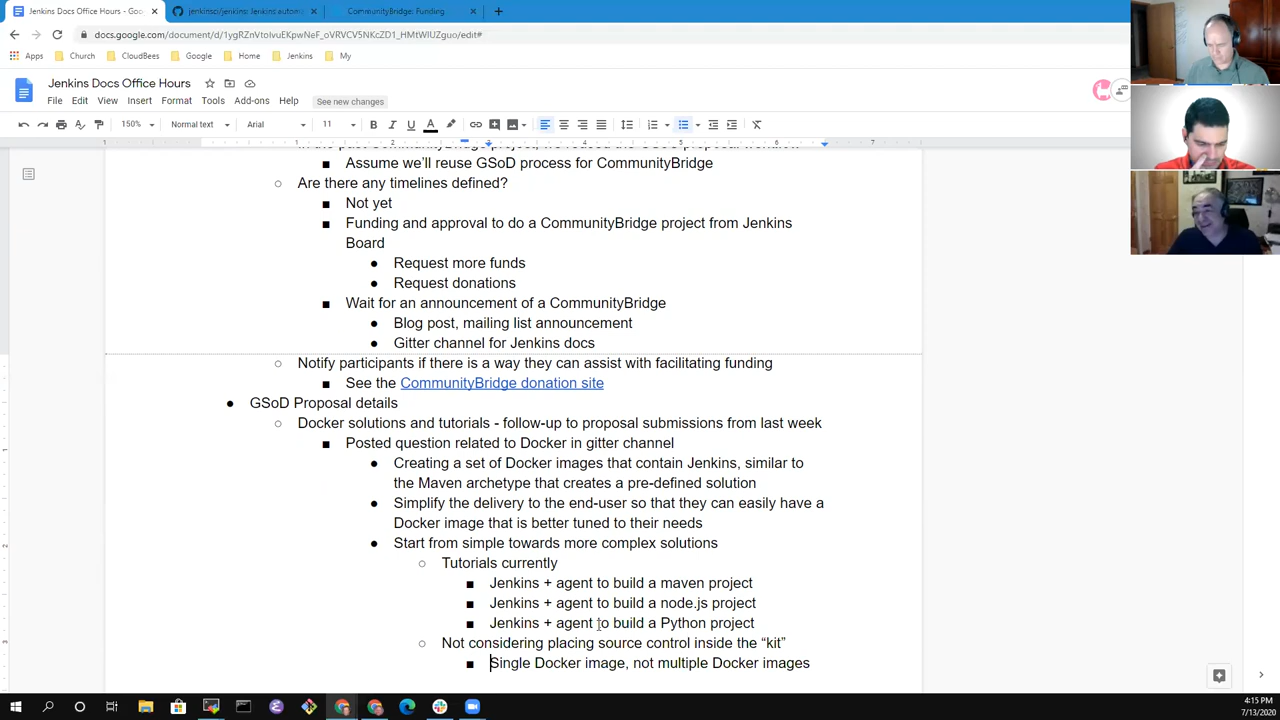 Jenkins Docs Office Hours - Goo
jenkinsci/jenkins: Jenkins autom
CommunityBridge: Funding
docs.google.com/document/d/
/edit#
Apps
Church
CloudBees
Google
Home
Jenkins
My
Jenkins Docs Office Hours
File Edit View Insert Format Tools Add-ons Help
See new changes
150%
Normal text
Arial
11
Assume we'll reuse GSoD process for CommunityBridge
Are there any timelines defined?
Not yet
Funding and approval to do a CommunityBridge project from Jenkins
Board
Request more funds
Request donations
Wait for an announcement of a CommunityBridge
Blog post, mailing list announcement
Gitter channel for Jenkins docs
Notify participants if there is a way they can assist with facilitating funding
See the CommunityBridge donation site
GSoD Proposal details
Docker solutions and tutorials - follow-up to proposal submissions from last week
Posted question related to Docker in gitter channel
Creating a set of Docker images that contain Jenkins, similar to
the Maven archetype that creates a pre-defined solution
Simplify the delivery to the end-user so that they can easily have a
Docker image that is better tuned to their needs
Start from simple towards more complex solutions
Tutorials currently
Jenkins + agent to build a maven project
Jenkins + agent to build a node.js project
Jenkins + agent to build a Python project
Not considering placing source control inside the “kit”
Single Docker image, not multiple Docker images
4:15 PM
7/13/2020